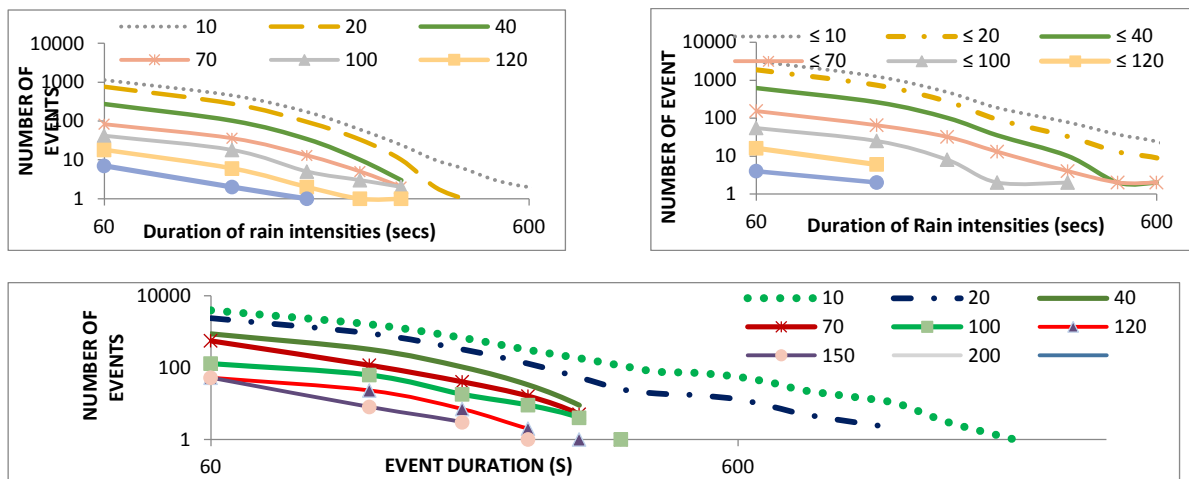 10 20 40
70 100 120
10000
1000
100
10
1
NUMBER OF
EVENTS
60 600
Duration of rain intensities (secs)
≤ 10 ≤ 20 ≤ 40
≤ 70 ≤ 100 ≤ 120
10000
1000
100
10
1
NUMBER OF EVENT
60 600
Duration of Rain intensities (secs)
10 20 40
70 100 120
150 200
10000
100
1
NUMBER OF
EVENTS
60 600
EVENT DURATION (S)